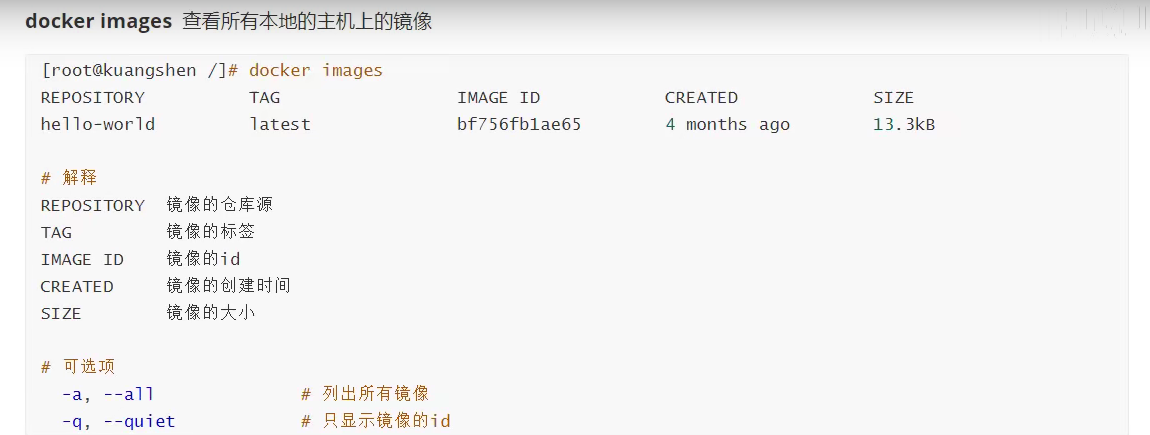 docker images 查看所有本地的主机上的镜像
[root@kuangshen /]# docker images
REPOSITORY TAG IMAGE ID CREATED SIZE
hello-world latest bf756fb1ae65 4 months ago 13.3kB
# 解释
REPOSITORY 镜像的仓库源
TAG 镜像的标签
IMAGE ID 镜像的id
CREATED 镜像的创建时间
SIZE 镜像的大小
# 可选项
-a, --all # 列出所有镜像
-q, --quiet # 只显示镜像的id